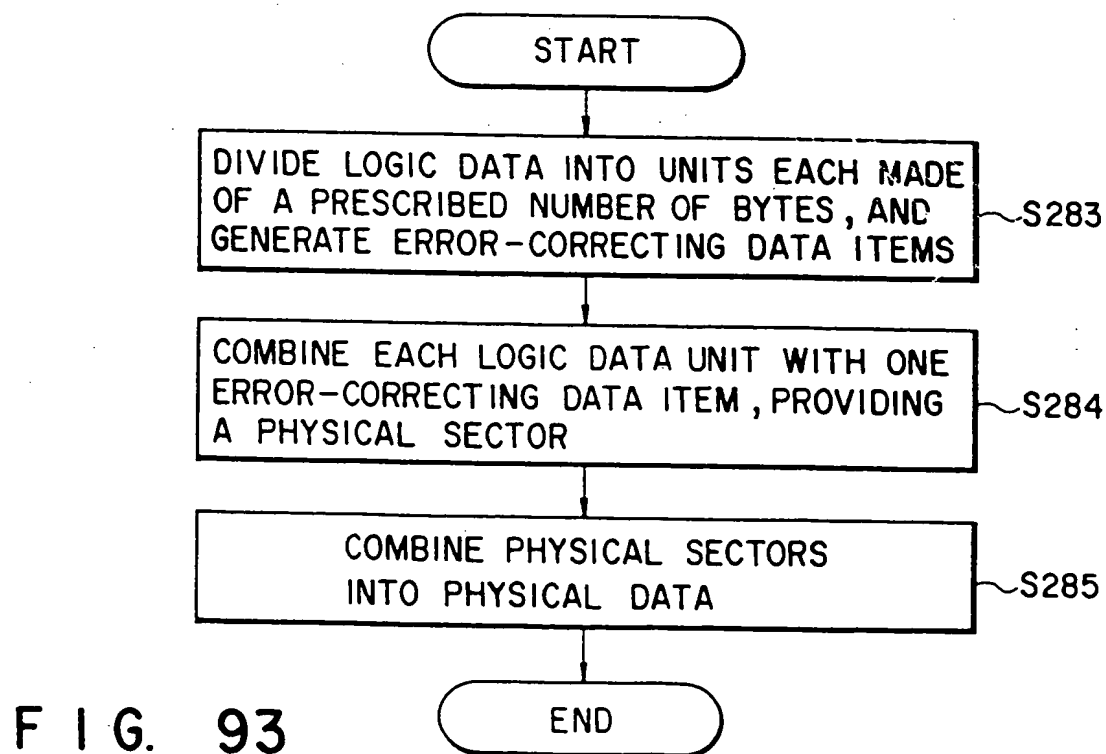 START
DIVIDE LOGIC DATA INTO UNITS EACH MADE
OF A PRESCRIBED NUMBER OF BYTES, AND
GENERATE ERROR-CORRECTING DATA ITEMS
S283
COMBINE EACH LOGIC DATA UNIT WITH ONE
ERROR-CORRECTING DATA ITEM, PROVIDING
A PHYSICAL SECTOR
S284
COMBINE PHYSICAL SECTORS
INTO PHYSICAL DATA
S285
END
FIG. 93